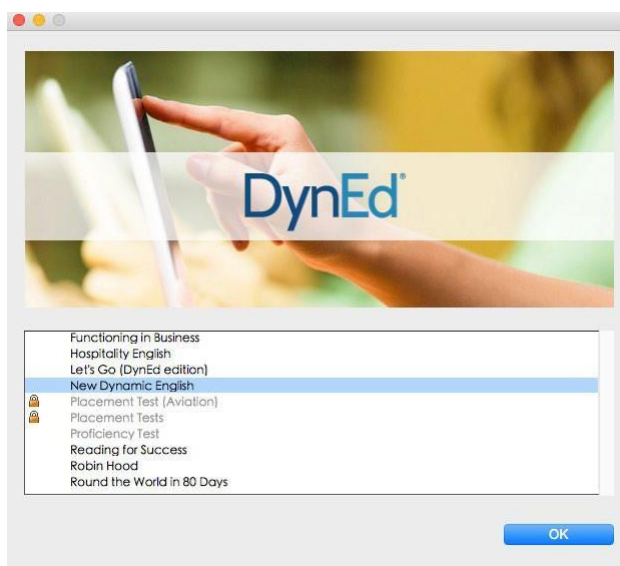 DynEd®
Functioning in Business
Hospitality English
Let's Go (DynEd edition)
New Dynamic English
Placement Test (Aviation)
Placement Tests
Proficiency Test
Reading for Success
Robin Hood
Round the World in 80 Days
OK